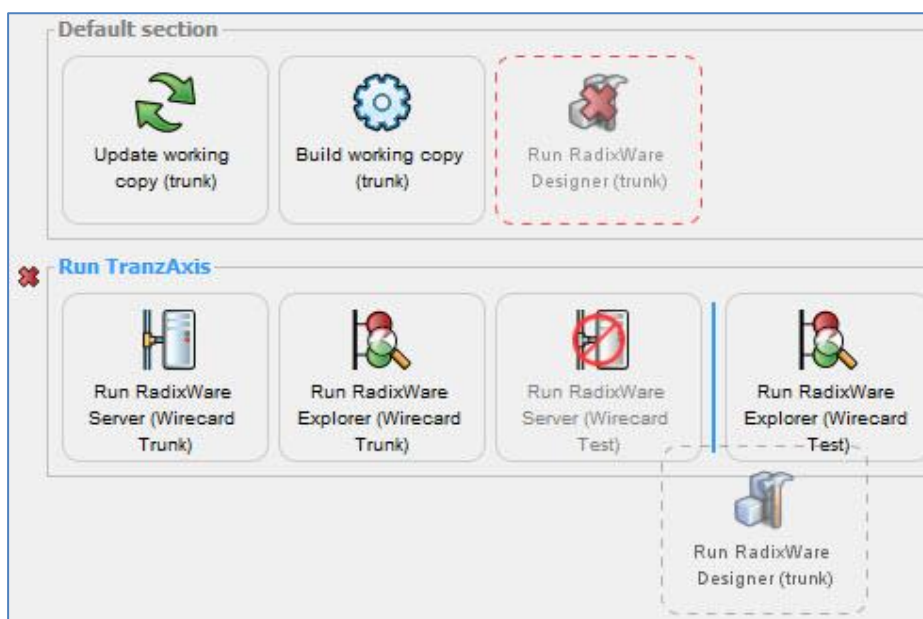 Default section
Update working
copy (trunk)
Build working copy
(trunk)
Run RadixWare
Designer (trunk)
Run TranzAxis
Run RadixWare
Server (Wirecard
Trunk)
Run RadixWare
Explorer (Wirecard
Trunk)
Run RadixWare
Server (Wirecard
Test)
Run RadixWare
Explorer (Wirecard
Test)
Run RadixWare
Designer (trunk)